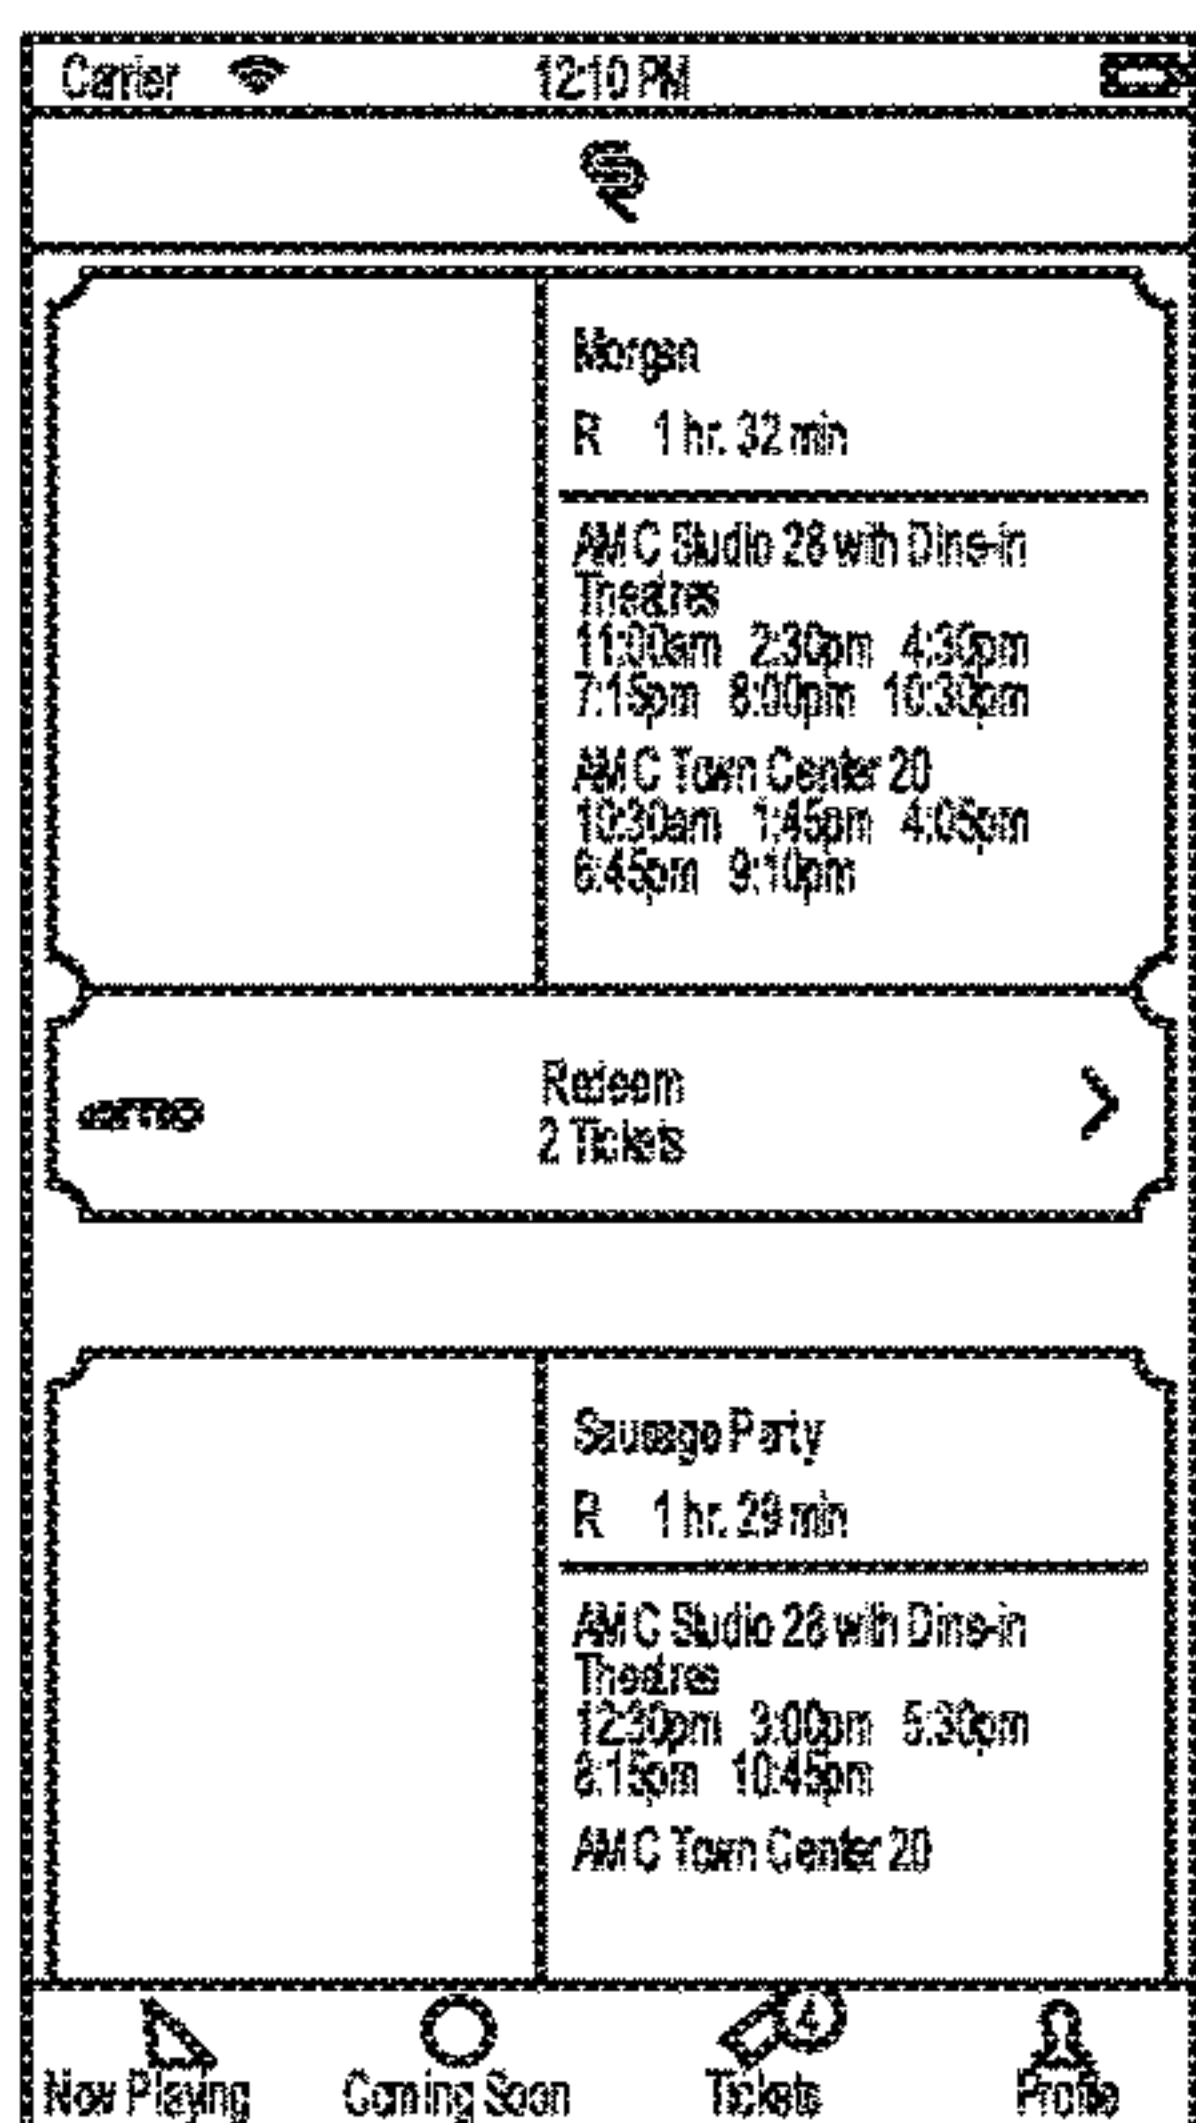 Carrier 12:10 PM
Morgan
R 1 hr. 32 min
AMC Studio 28 with Dine-in
Theatres
11:00am 2:30pm 4:30pm
7:15pm 8:00pm 10:30pm
AMC Town Center 20
10:30am 1:45pm 4:05pm
6:45pm 9:10pm
Redeem
2 Tickets
Sausage Party
R 1 hr. 29 min
AMC Studio 28 with Dine-in
Theatres
12:30pm 3:00pm 5:30pm
8:15pm 10:45pm
AMC Town Center 20
4
Now Playing Coming Soon Tickets Profile